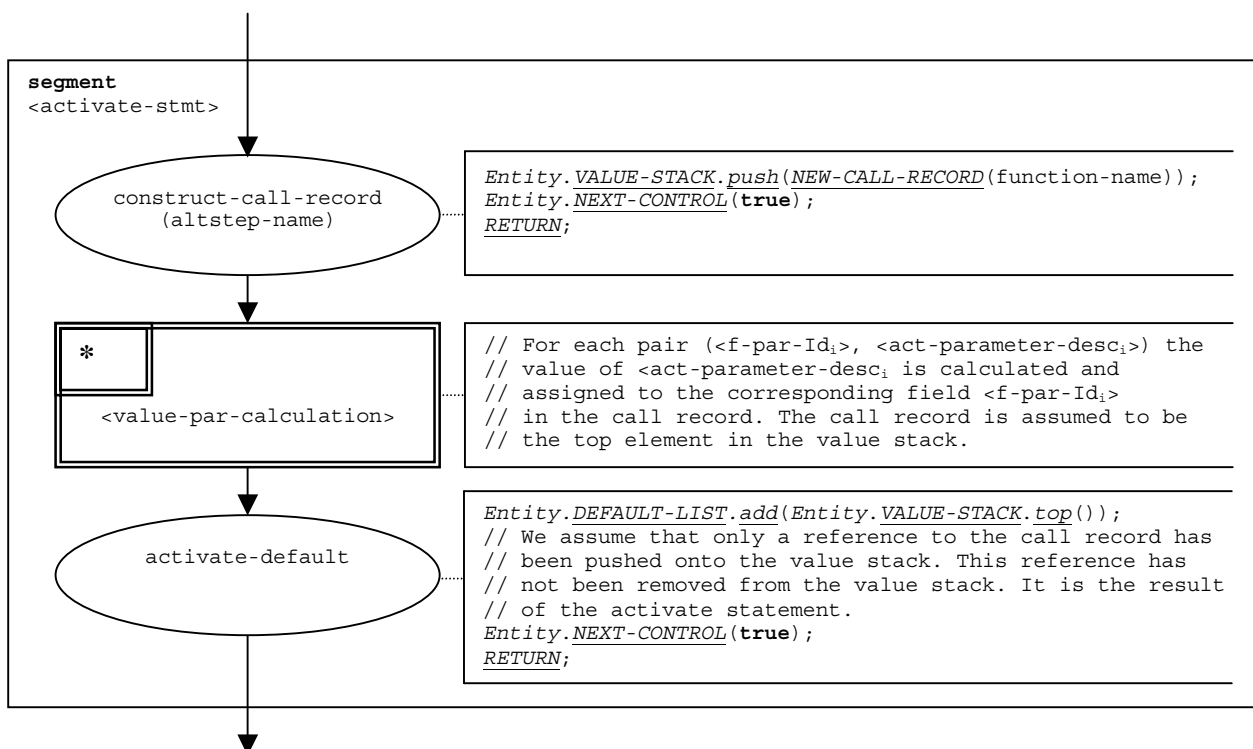 segment
<activate-stmt>
construct-call-record
(altstep-name)
Entity.VALUE-STACK.push(NEW-CALL-RECORD(function-name));
Entity.NEXT-CONTROL(true);
RETURN;
*
<value-par-calculation>
// For each pair (<f-par-Idi>, <act-parameter-desci>) the
// value of <act-parameter-desci is calculated and
// assigned to the corresponding field <f-par-Idi>
// in the call record. The call record is assumed to be
// the top element in the value stack.
activate-default
Entity.DEFAULT-LIST.add(Entity.VALUE-STACK.top());
// We assume that only a reference to the call record has
// been pushed onto the value stack. This reference has
// not been removed from the value stack. It is the result
// of the activate statement.
Entity.NEXT-CONTROL(true);
RETURN;